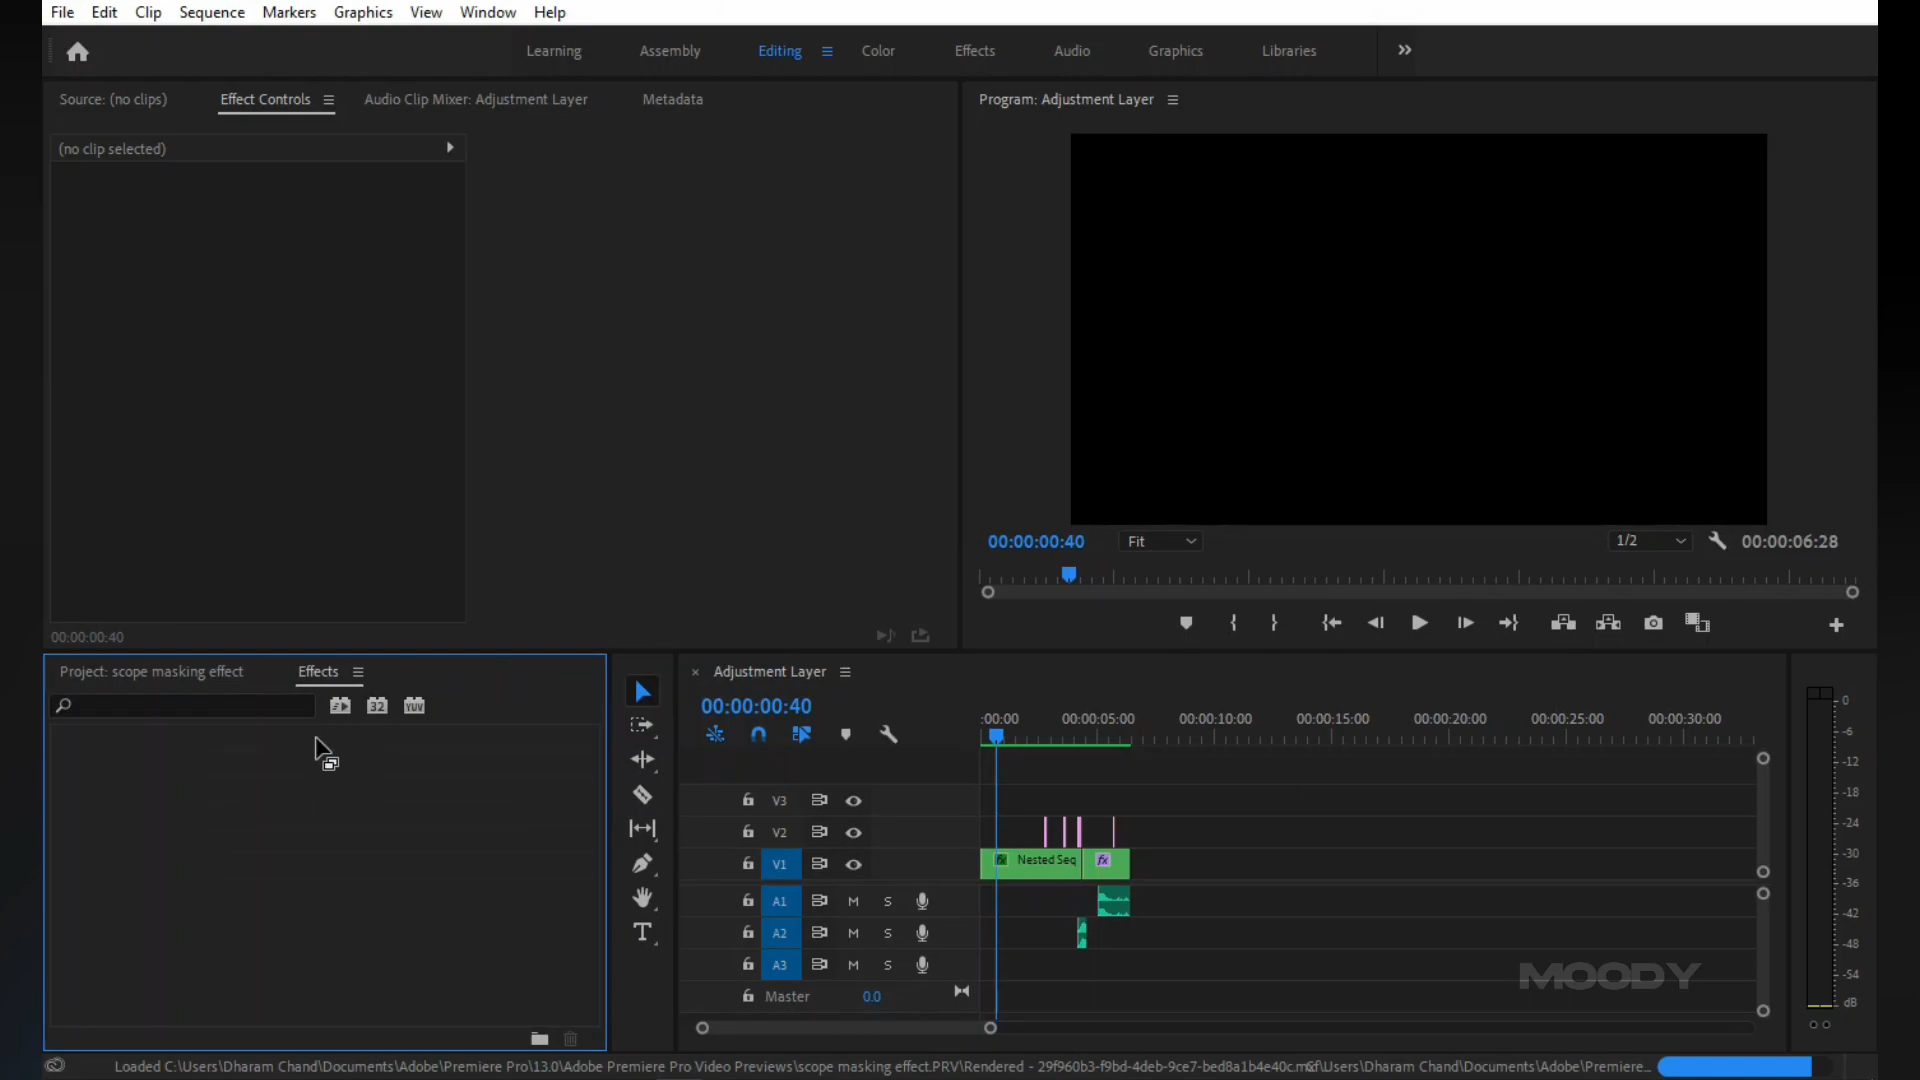 File Edit Clip Sequence Markers Graphics View Window Help
Learning Assembly Editing Color Effects Audio Graphics Libraries
Source: (no clips) Effect Controls Audio Clip Mixer: Adjustment Layer Metadata
Program: Adjustment Layer
(no clip selected)
00:00:00:40 Fit 1/2 00:00:06:28
00:00:00:40
Project: scope masking effect Effects
32 YUV
Adjustment Layer
00:00:00:40
:00:00 00:00:05:00 00:00:10:00 00:00:15:00 00:00:20:00 00:00:25:00 00:00:30:00
V3
V2
V1 fx Nested Seq fx
A1 M S
A2 M S
A3 M S
Master 0.0
0
-6
-12
-18
-24
-30
-36
-42
-48
-54
dB
MOODY
Loaded C:\Users\Dharam Chand\Documents\Adobe\Premiere Pro\13.0\Adobe Premiere Pro Video Previews\scope masking effect.PRV\Rendered - 29f960b3-f9bd-4deb-9ce7-bed8a1b4e40c.m \Users\Dharam Chand\Documents\Adobe\Premiere...